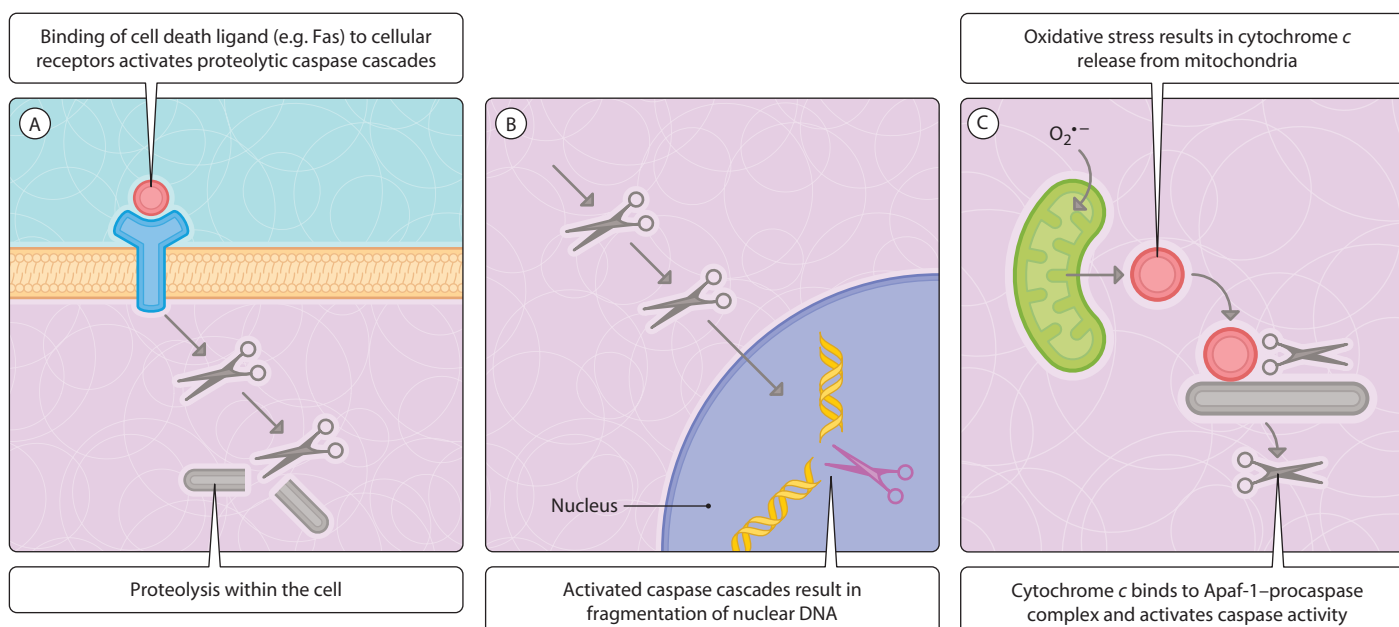 Binding of cell death ligand (e.g. Fas) to cellular
receptors activates proteolytic caspase cascades
A
Proteolysis within the cell
B
Nucleus
Activated caspase cascades result in
fragmentation of nuclear DNA
Oxidative stress results in cytochrome c
release from mitochondria
C
O₂•−
Cytochrome c binds to Apaf-1–procaspase
complex and activates caspase activity